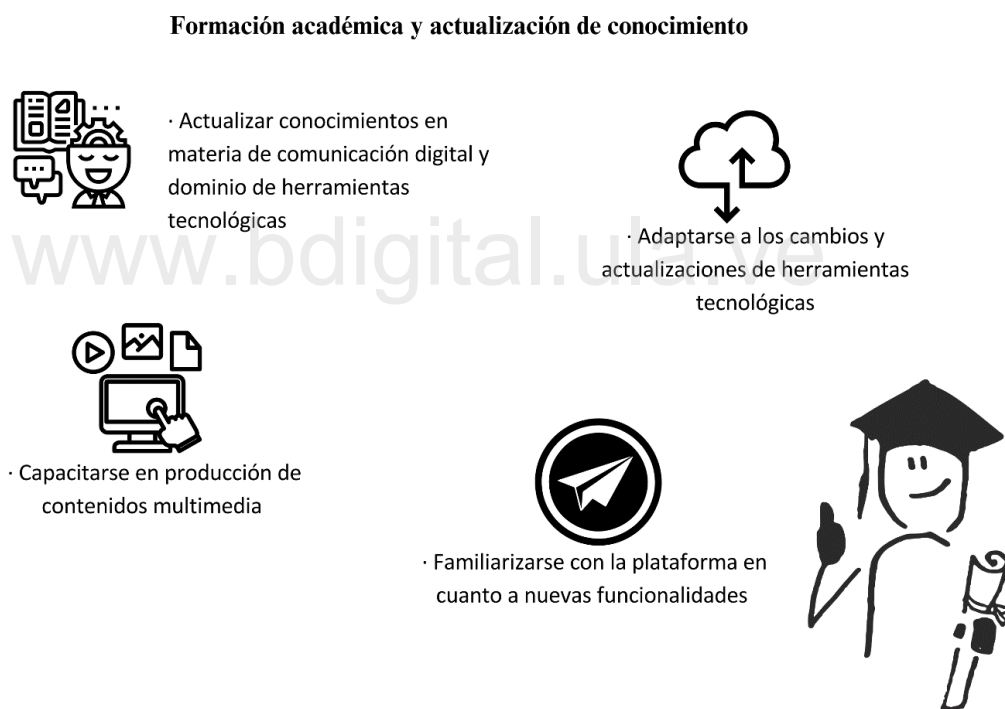 Formación académica y actualización de conocimiento
· Actualizar conocimientos en
materia de comunicación digital y
dominio de herramientas
tecnológicas
www.bdigital.ula.ve
· Adaptarse a los cambios y
actualizaciones de herramientas
tecnológicas
· Capacitarse en producción de
contenidos multimedia
· Familiarizarse con la plataforma en
cuanto a nuevas funcionalidades